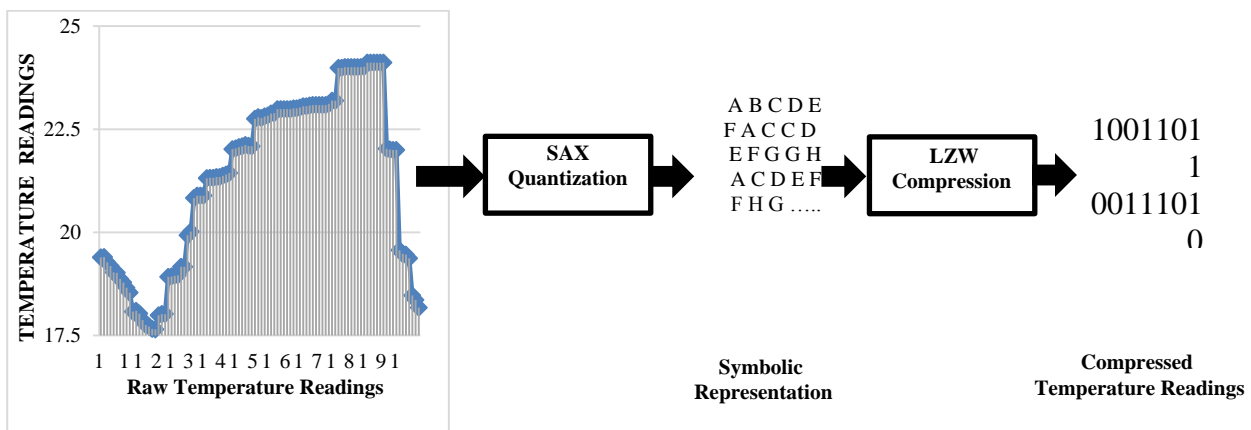 TEMPERATURE READINGS
25
22.5
20
17.5
1 11 21 31 41 51 61 71 81 91
Raw Temperature Readings
SAX
Quantization
A B C D E
F A C C D
E F G G H
A C D E F
F H G …..
Symbolic
Representation
LZW
Compression
1001101
1
0011101
0
Compressed
Temperature Readings